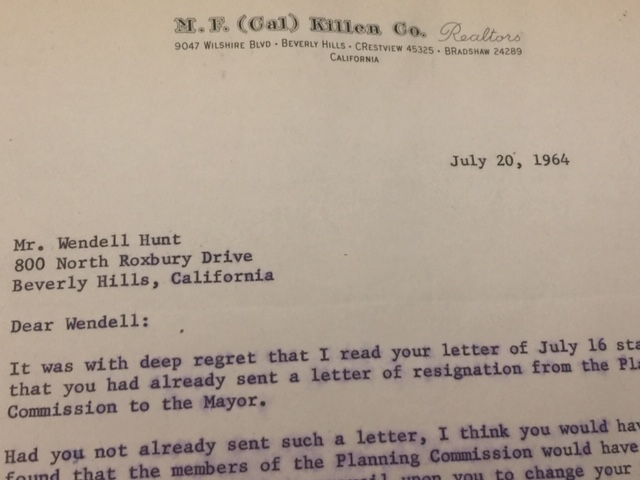 M. F. (Cal) Killen Co. Realtors
9047 WILSHIRE BLVD · BEVERLY HILLS · CRESTVIEW 45325 · BRADSHAW 24289
CALIFORNIA
July 20, 1964
Mr. Wendell Hunt
800 North Roxbury Drive
Beverly Hills, California
Dear Wendell:
It was with deep regret that I read your letter of July 16 sta
that you had already sent a letter of resignation from the Pla
Commission to the Mayor.
Had you not already sent such a letter, I think you would hav
found that the members of the Planning Commission would have
upon you to change your